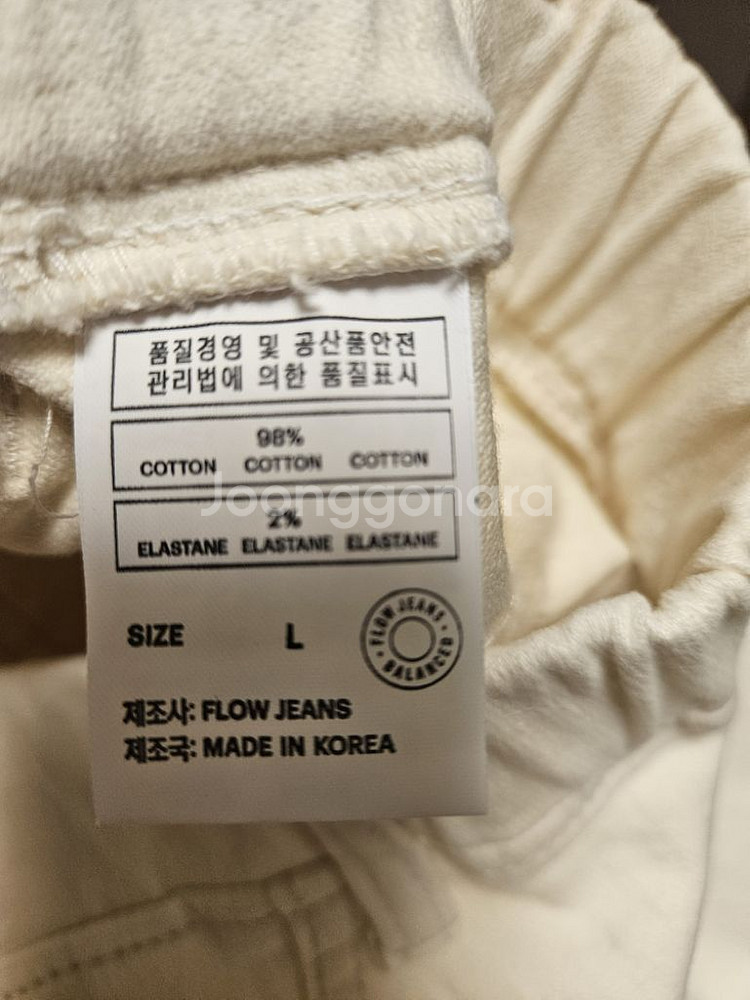 품질경영 및 공산품안전
관리법에 의한 품질표시
98%
COTTON COTTON COTTON
Joonggonara
2%
ELASTANE ELASTANE ELASTANE
SIZE L
• FLOW JEANS • BALANCED
제조사: FLOW JEANS
제조국: MADE IN KOREA